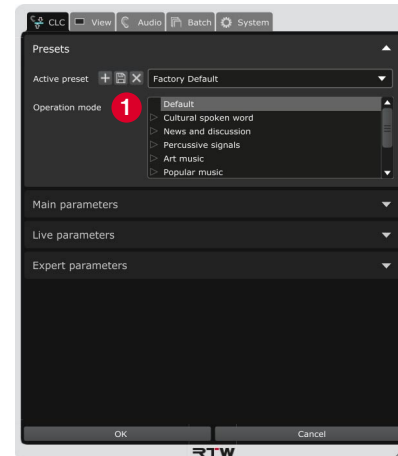 CLC View Audio Batch System
Presets
Active preset Factory Default
Operation mode 1 Default
Cultural spoken word
News and discussion
Percussive signals
Art music
Popular music
Main parameters
Live parameters
Expert parameters
OK Cancel
RTW